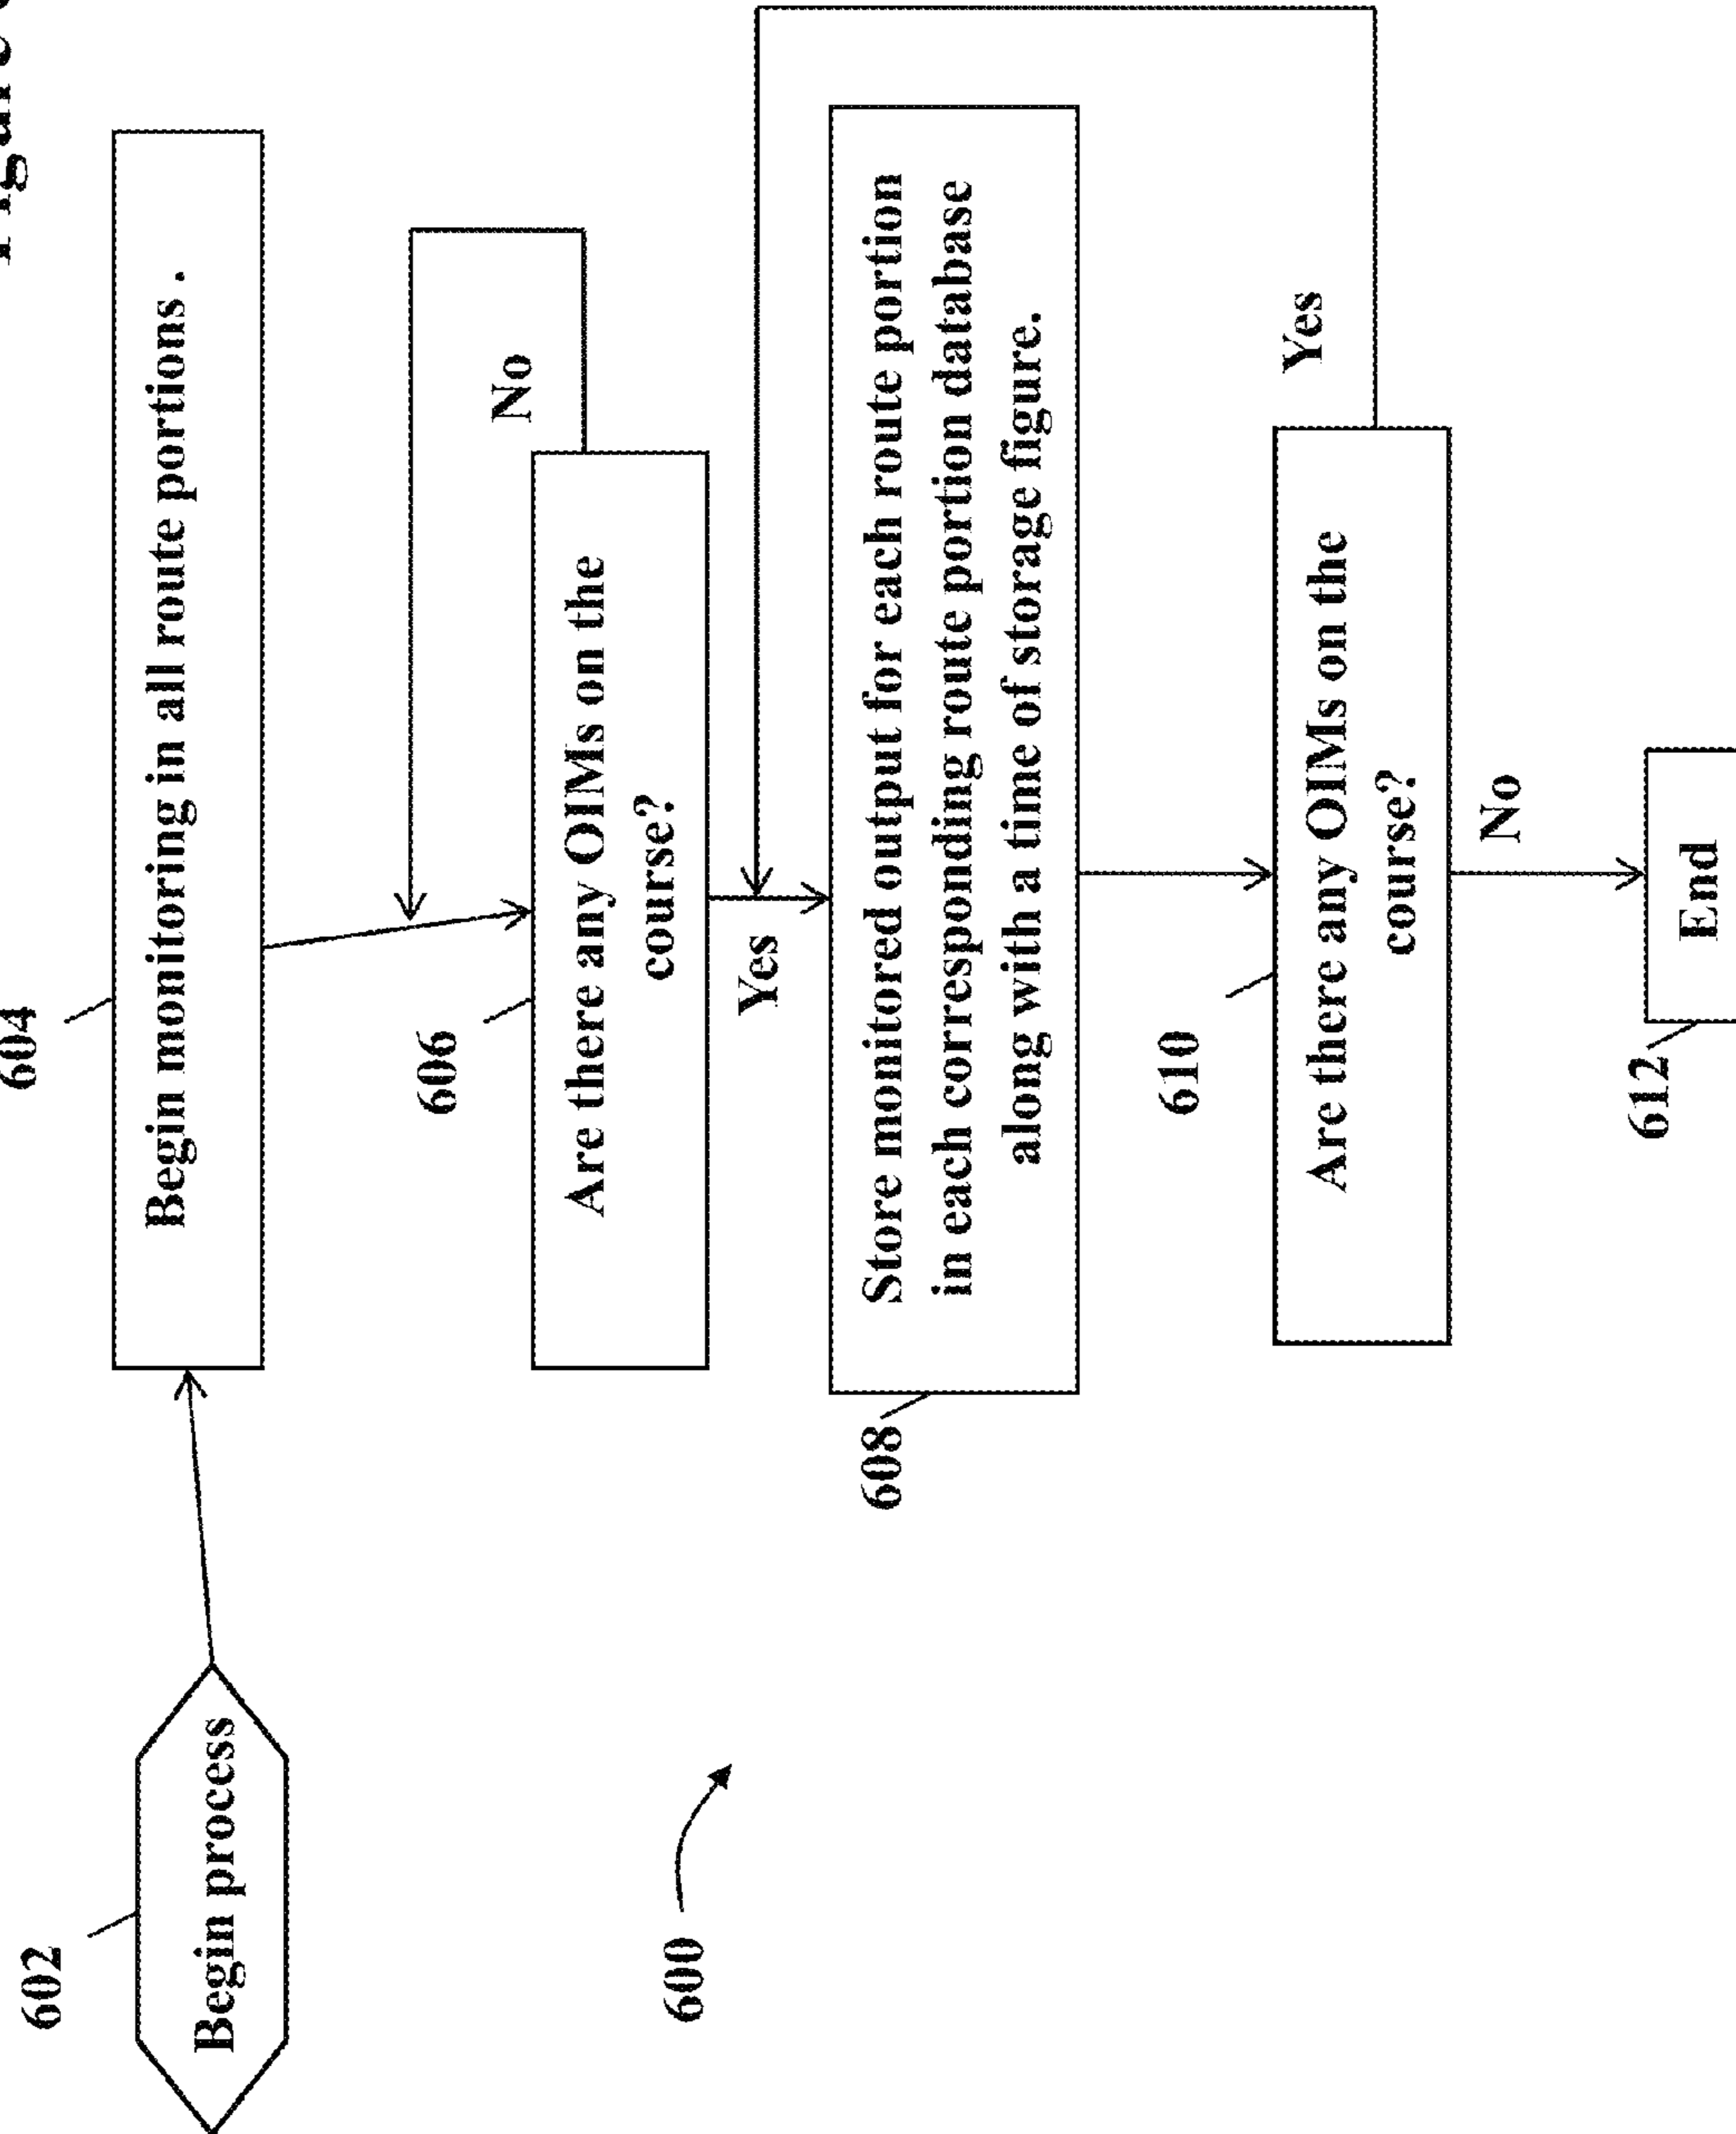 602
Begin process
604
Begin monitoring in all route portions .
606
Are there any OIMs on the
course?
No
Yes
608
Store monitored output for each route portion
in each corresponding route portion database
along with a time of storage figure.
610
Are there any OIMs on the
course?
Yes
No
612
End
600